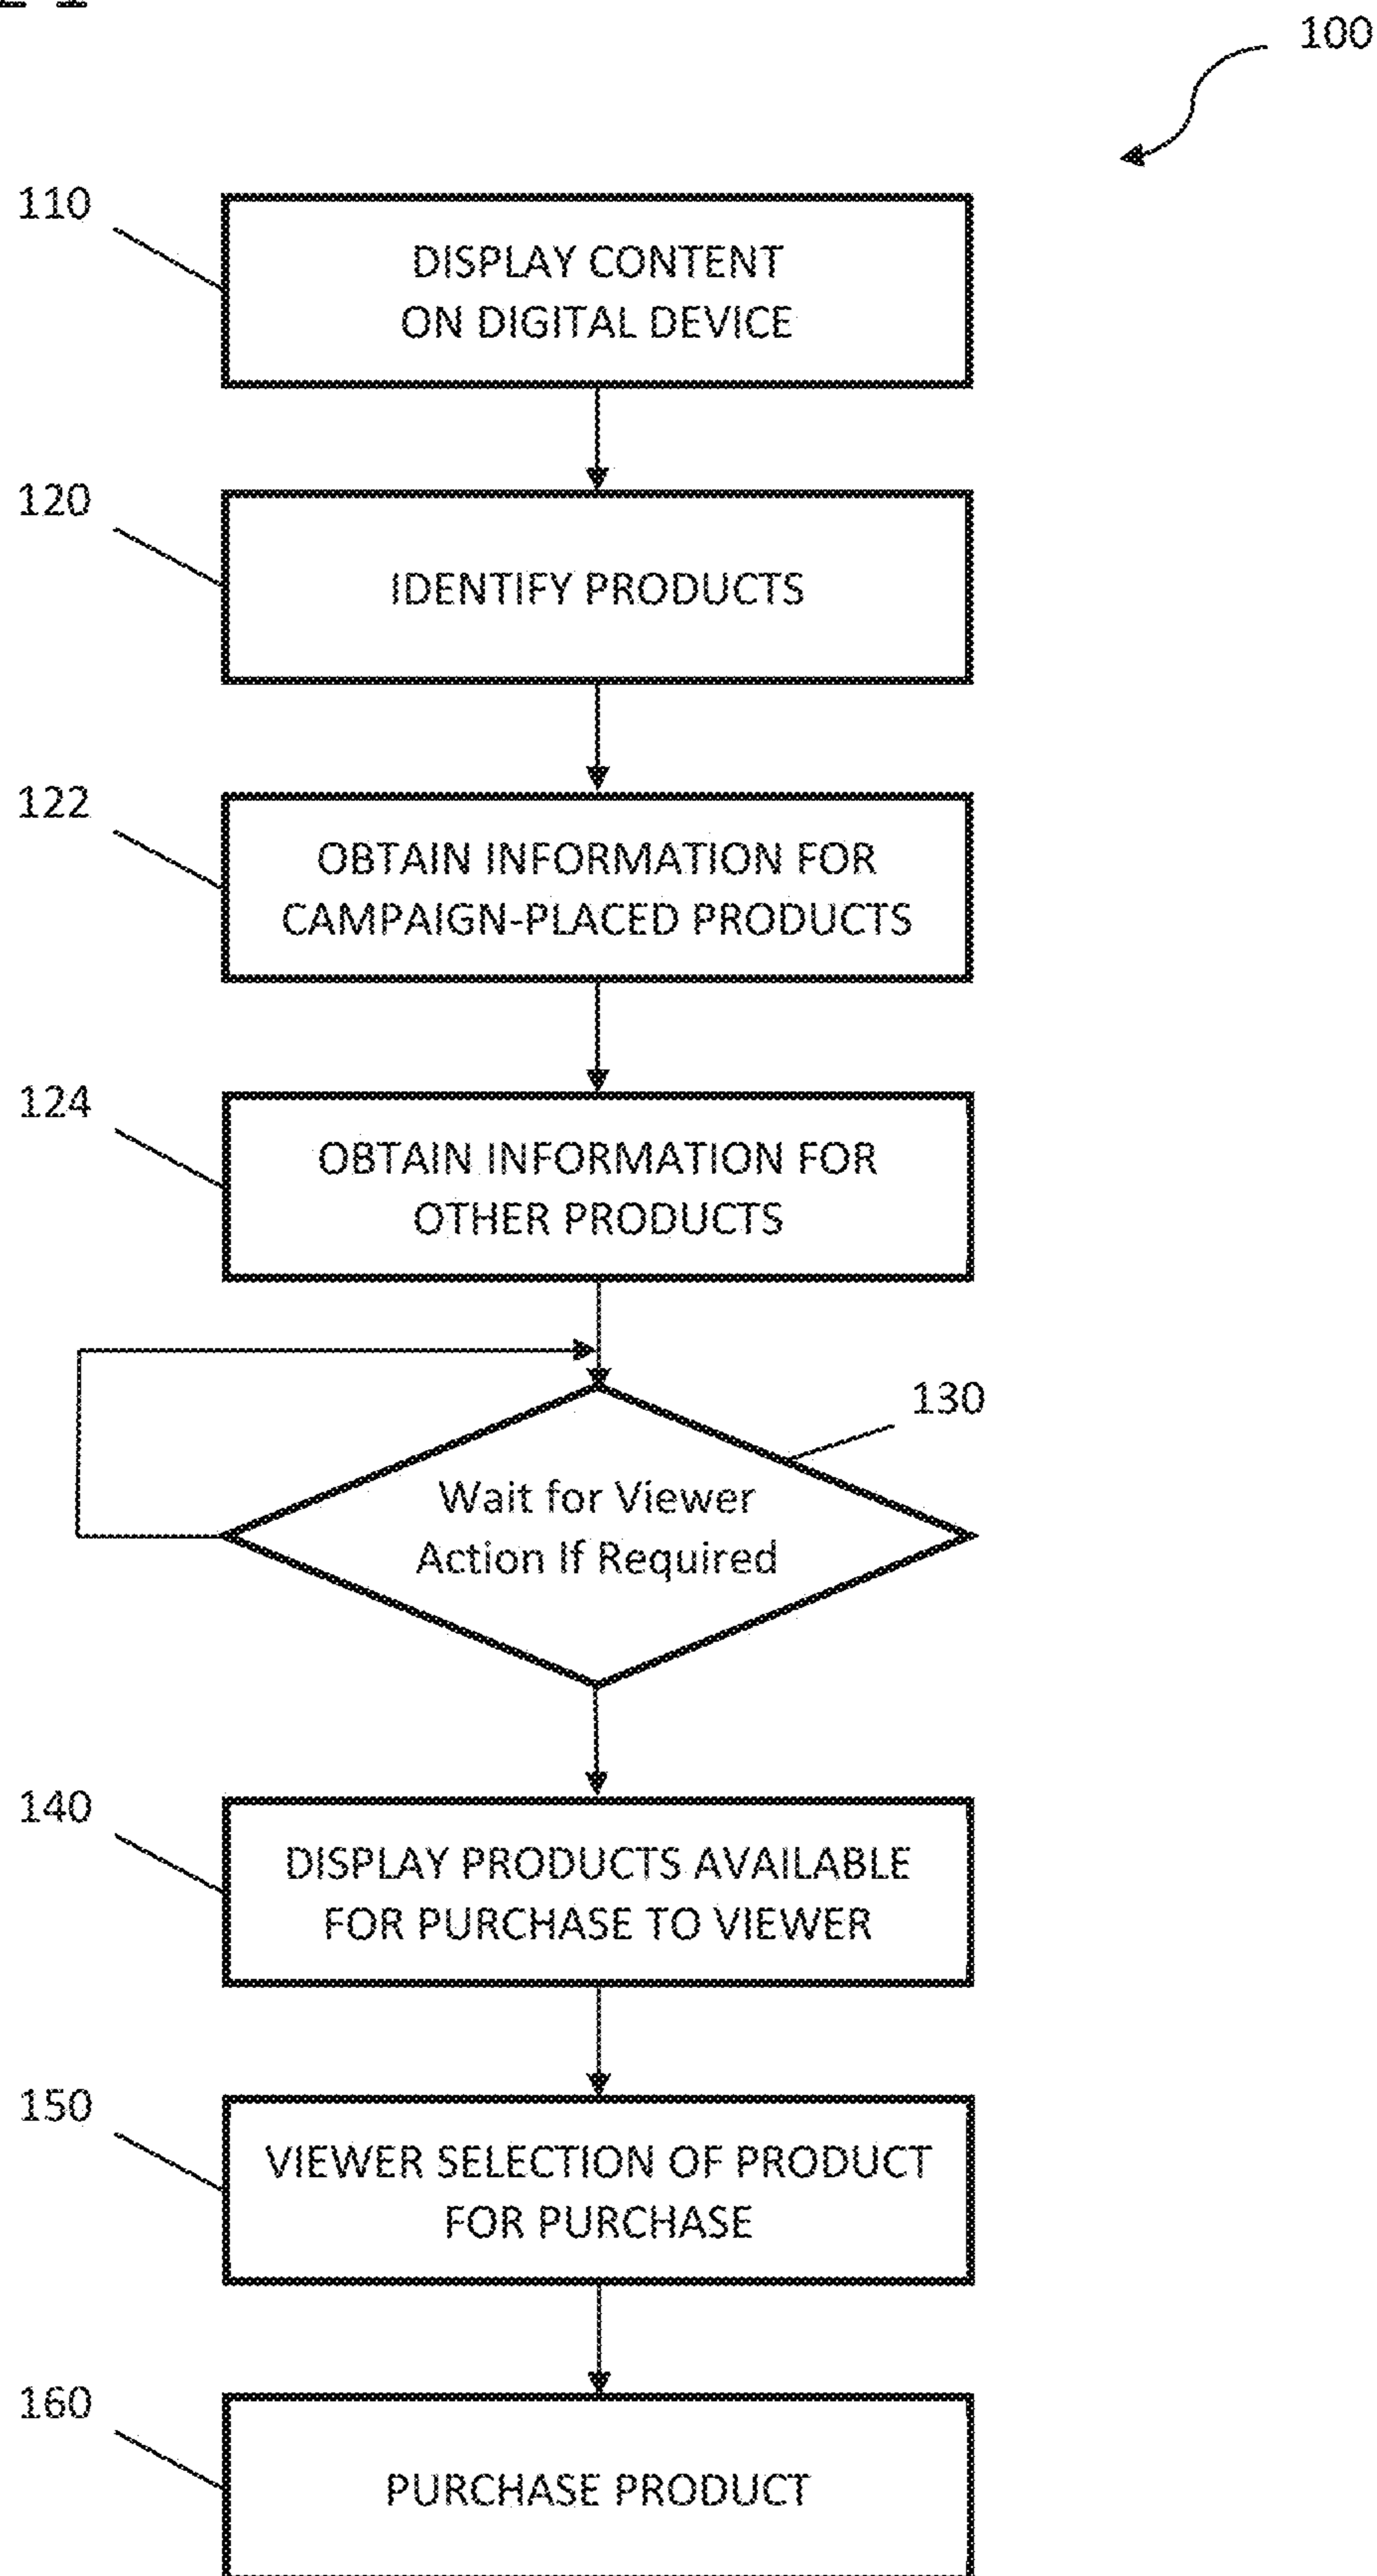 100
110
DISPLAY CONTENT
ON DIGITAL DEVICE
120
IDENTIFY PRODUCTS
122
OBTAIN INFORMATION FOR
CAMPAIGN-PLACED PRODUCTS
124
OBTAIN INFORMATION FOR
OTHER PRODUCTS
130
Wait for Viewer
Action If Required
140
DISPLAY PRODUCTS AVAILABLE
FOR PURCHASE TO VIEWER
150
VIEWER SELECTION OF PRODUCT
FOR PURCHASE
160
PURCHASE PRODUCT